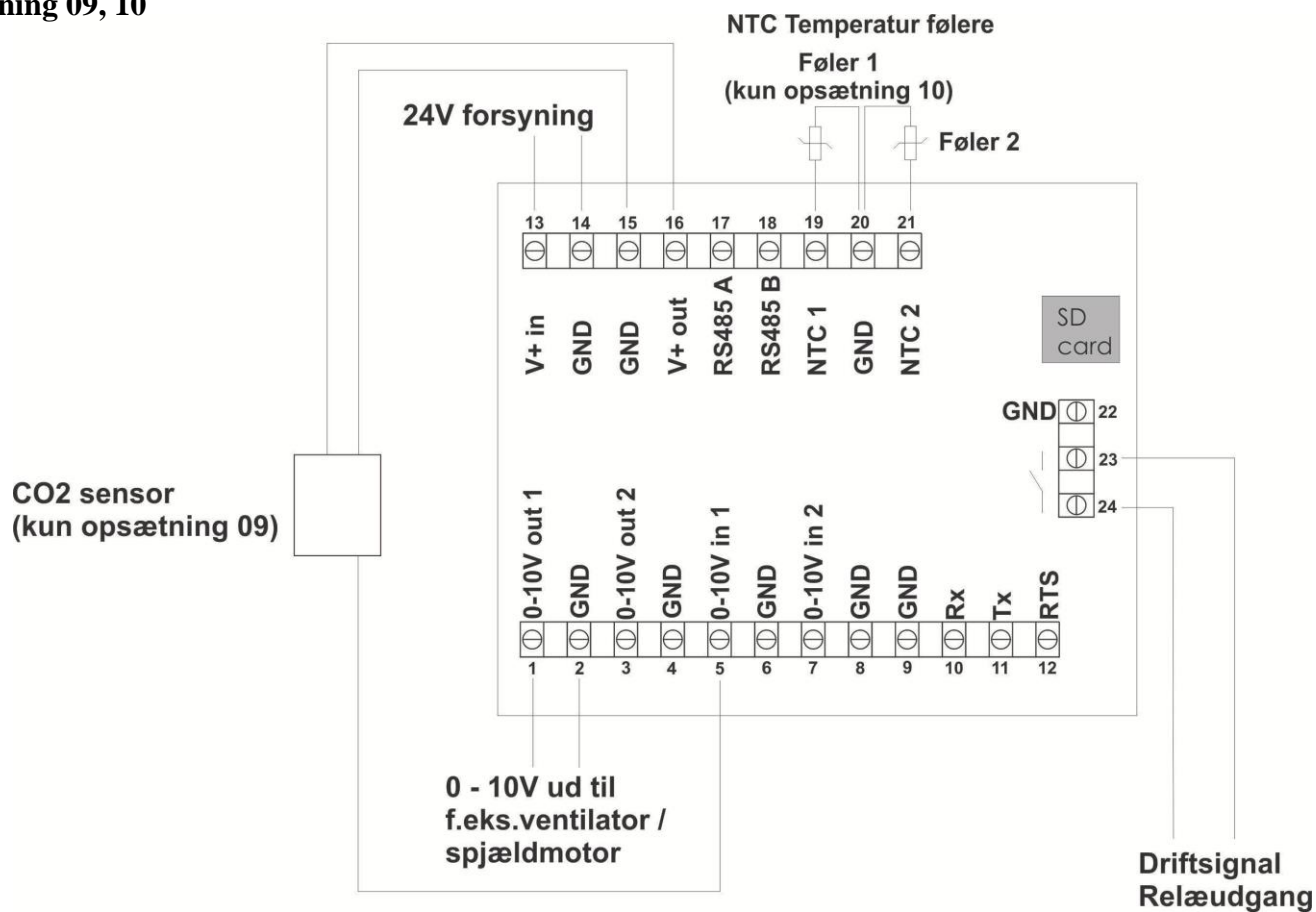 ning 09, 10
NTC Temperatur følere
Føler 1
(kun opsætning 10)
24V forsyning
Føler 2
13 14 15 16 17 18 19 20 21
V+ in
GND
GND
V+ out
RS485 A
RS485 B
NTC 1
GND
NTC 2
SD
card
GND 22
23
24
CO2 sensor
(kun opsætning 09)
0-10V out 1
GND
0-10V out 2
GND
0-10V in 1
GND
0-10V in 2
GND
GND
Rx
Tx
RTS
1 2 3 4 5 6 7 8 9 10 11 12
0 - 10V ud til
f.eks.ventilator /
spjældmotor
Driftsignal
Relæudgang